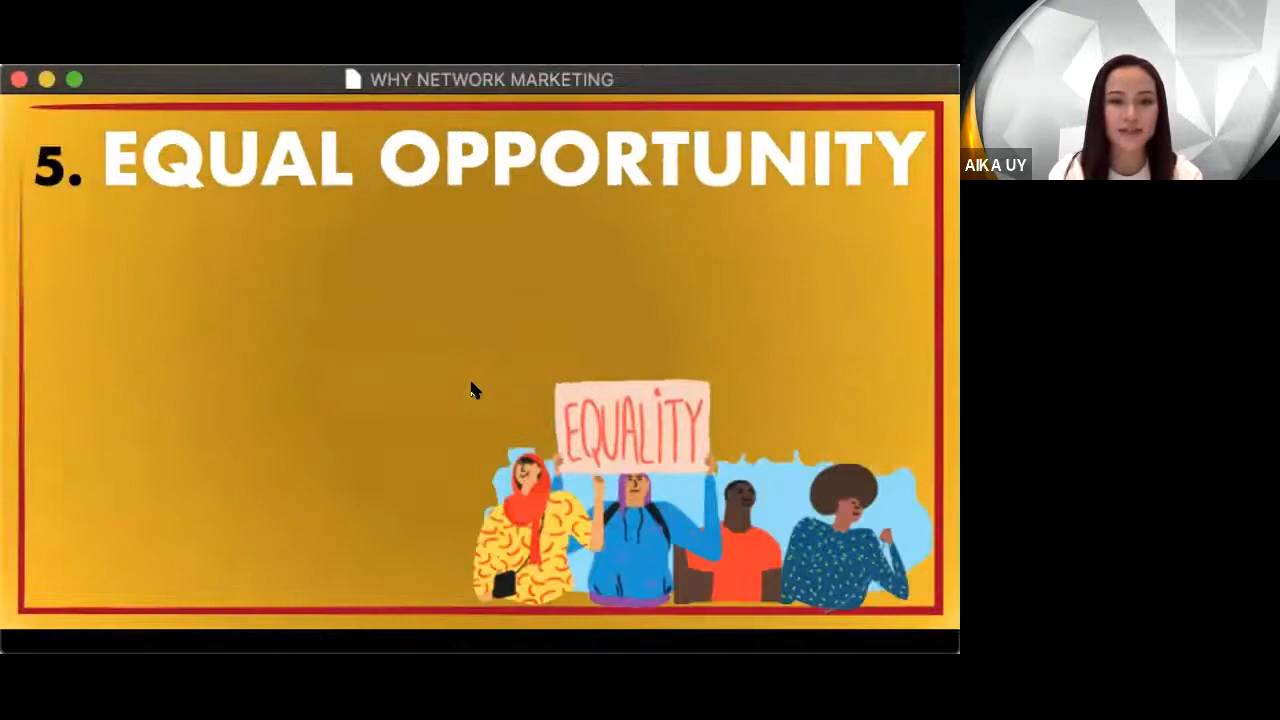 WHY NETWORK MARKETING
5. EQUAL OPPORTUNITY
EQUALITY
AIKA UY